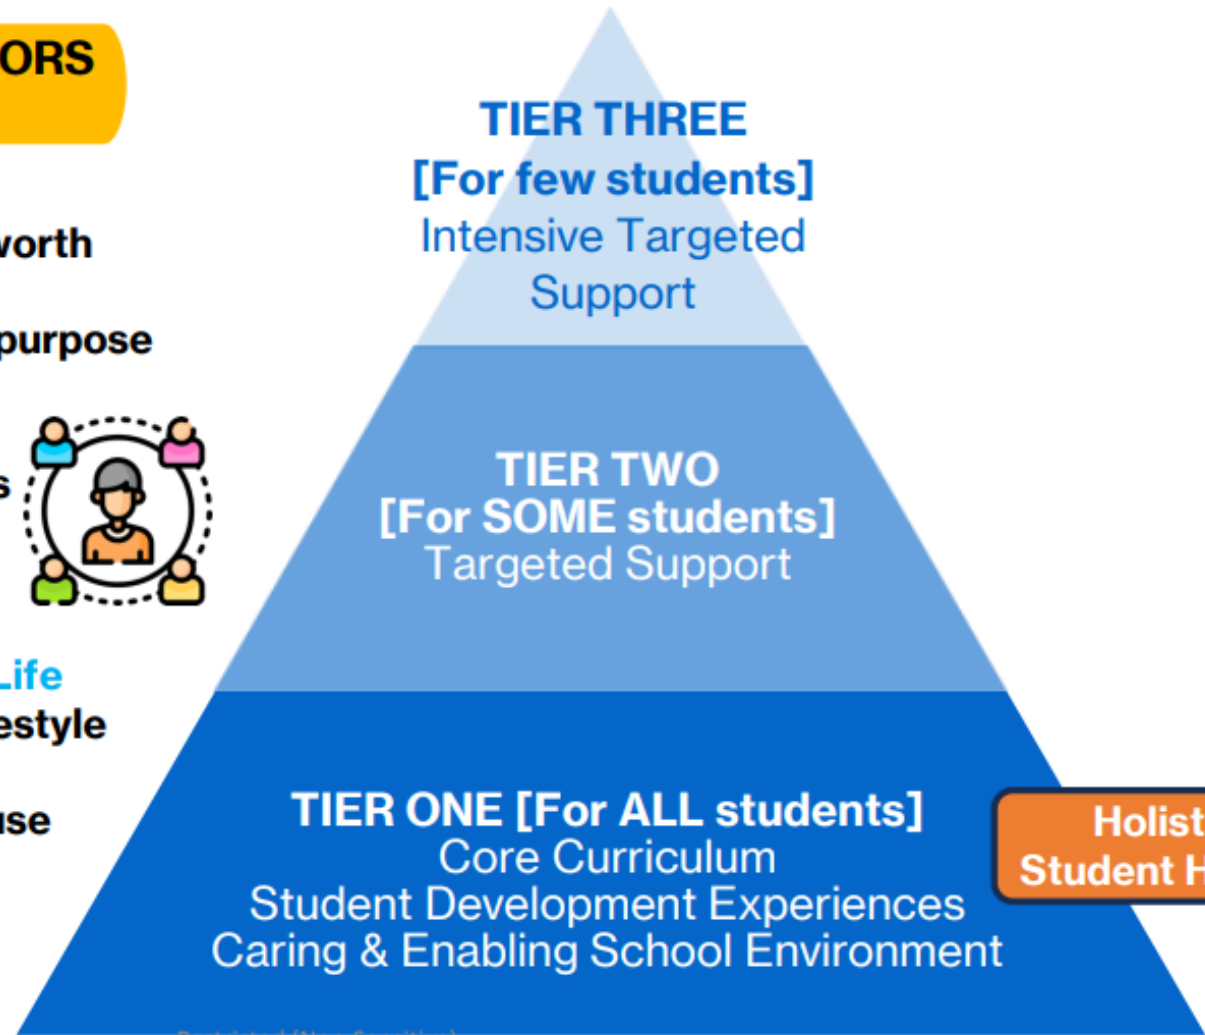 ORS
worth
purpose
s
Life
estyle
use
TIER THREE
[For few students]
Intensive Targeted
Support
TIER TWO
[For SOME students]
Targeted Support
TIER ONE [For ALL students]
Core Curriculum
Student Development Experiences
Caring & Enabling School Environment
Holist
Student H